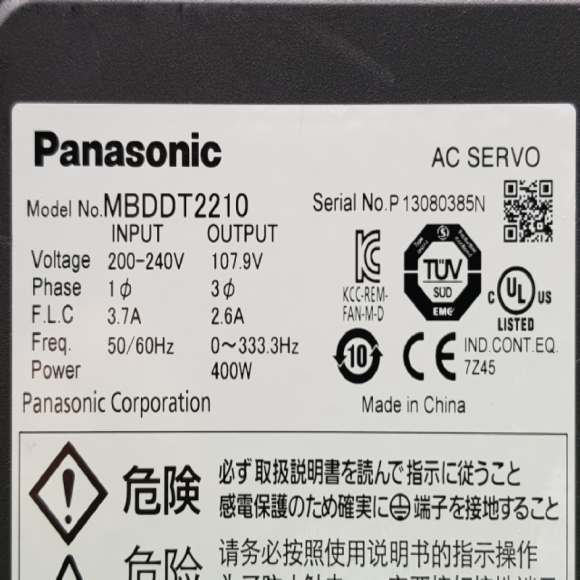 Panasonic
AC SERVO
Model No.MBDDT2210
Serial No.P13080385N
INPUT OUTPUT
Voltage 200-240V 107.9V
Phase 1ϕ 3ϕ
F.L.C 3.7A 2.6A
Freq. 50/60Hz 0～333.3Hz
Power 400W
KCC-REM-
FAN-M-D
TÜV
SÜD
EMC
C UL US
LISTED
10
CE
IND.CONT.EQ.
7Z45
Panasonic Corporation
Made in China
危険
必ず取扱説明書を読んで指示に従うこと
感電保護のため確実に⏚端子を接地すること
危险
请务必按照使用说明书的指示操作